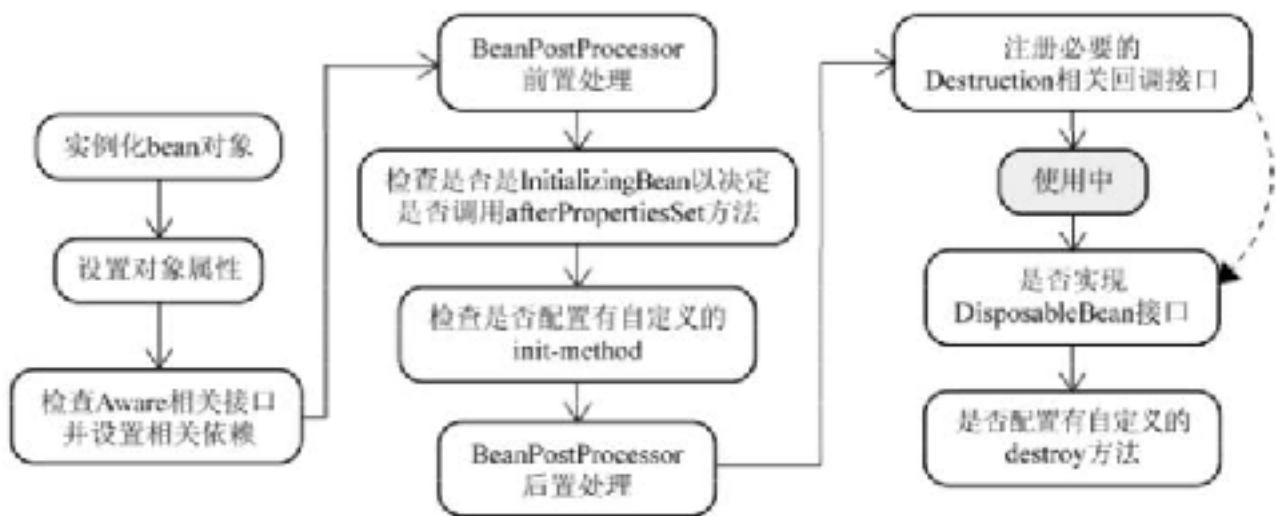 实例化bean对象
设置对象属性
检查Aware相关接口
并设置相关依赖
BeanPostProcessor
前置处理
检查是否是InitializingBean以决定
是否调用afterPropertiesSet方法
检查是否配置有自定义的
init-method
BeanPostProcessor
后置处理
注册必要的
Destruction相关回调接口
使用中
是否实现
DisposableBean接口
是否配置有自定义的
destroy方法